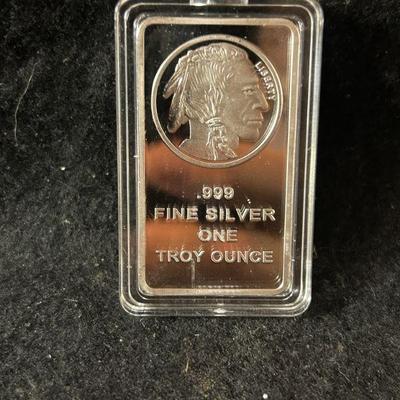 LIBERTY
.999
FINE SILVER
ONE
TROY OUNCE